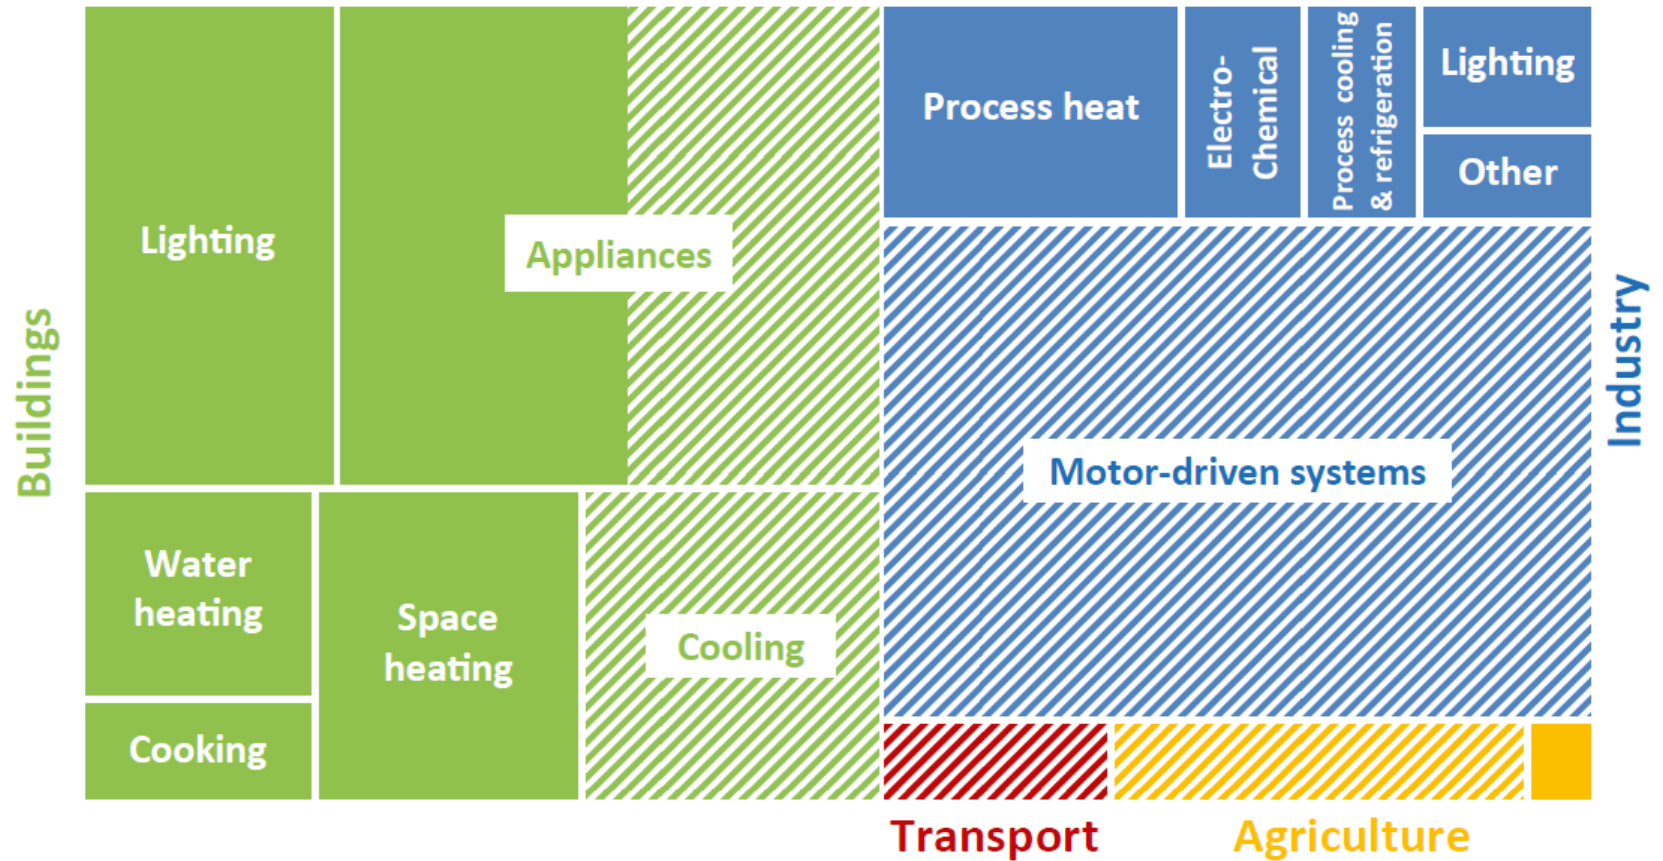 Buildings
Lighting
Appliances
Water
heating
Space
heating
Cooling
Cooking
Process heat
Electro-
Chemical
Process cooling
& refrigeration
Lighting
Other
Motor-driven systems
Industry
Transport
Agriculture